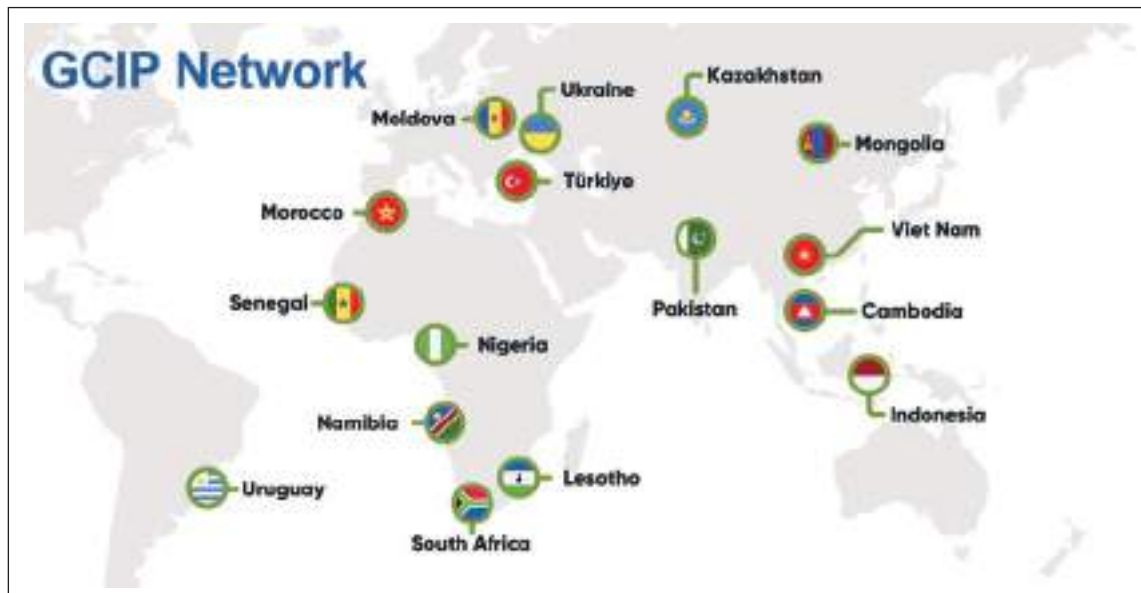 GCIP Network
Kazakhstan
Ukraine
Moldova
Mongolia
Türkiye
Morocco
Viet Nam
Senegal
Pakistan
Cambodia
Nigeria
Indonesia
Namibia
Lesotho
Uruguay
South Africa